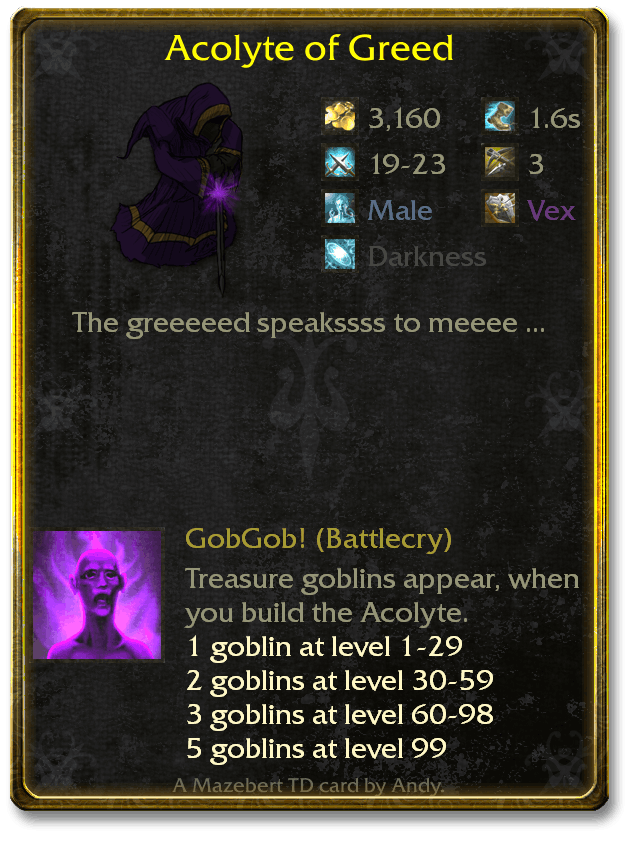 Acolyte of Greed
3,160 1.6s
19-23 3
Male Vex
Darkness
The greeeeed speakssss to meeee ...
GobGob! (Battlecry)
Treasure goblins appear, when
you build the Acolyte.
1 goblin at level 1-29
2 goblins at level 30-59
3 goblins at level 60-98
5 goblins at level 99
A Mazebert TD card by Andy.